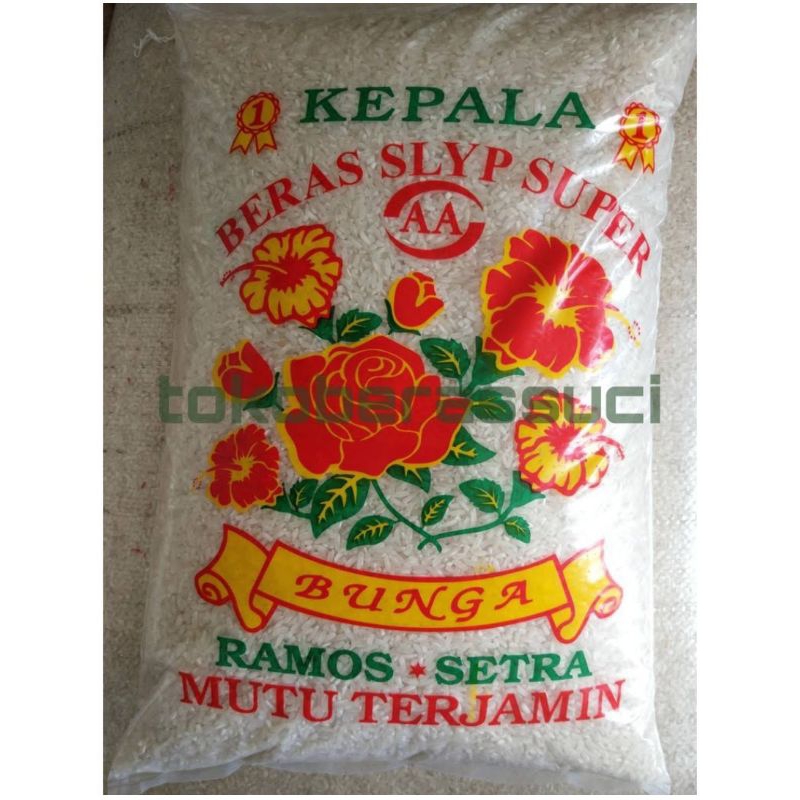 KEPALA
1
1
BERAS SLYP SUPER
AA
tokoberassuci
BUNGA
RAMOS * SETRA
MUTU TERJAMIN